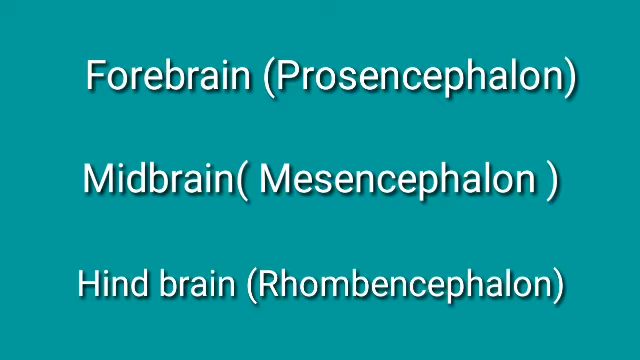 Forebrain (Prosencephalon)
Midbrain( Mesencephalon )
Hind brain (Rhombencephalon)